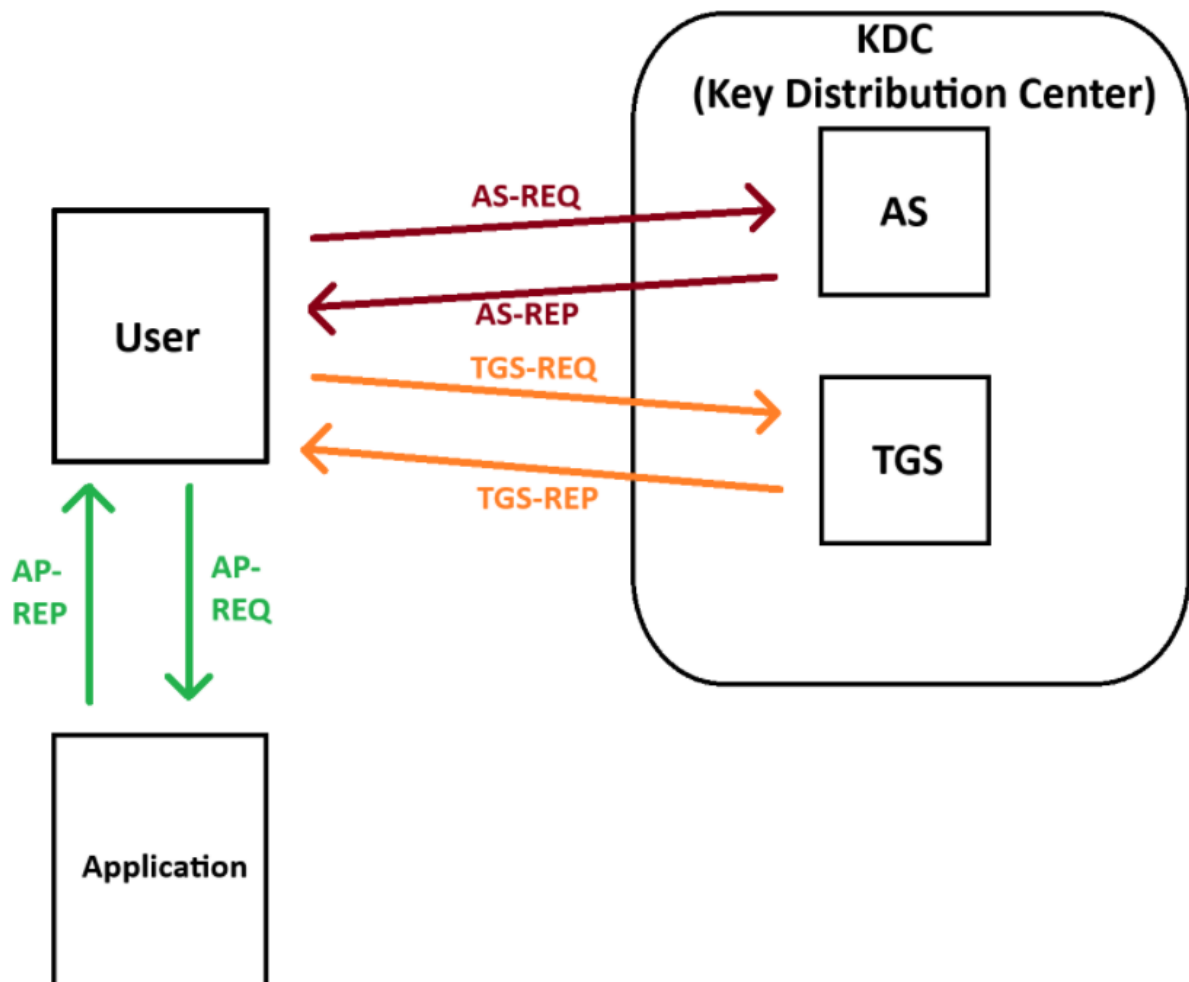 KDC
(Key Distribution Center)
AS-REQ
AS
AS-REP
User
TGS-REQ
TGS
TGS-REP
AP-
REP
AP-
REQ
Application